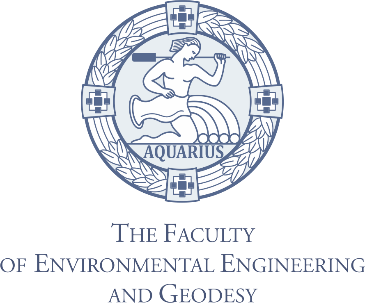 AQUARIUS
THE FACULTY
OF ENVIRONMENTAL ENGINEERING
AND GEODESY